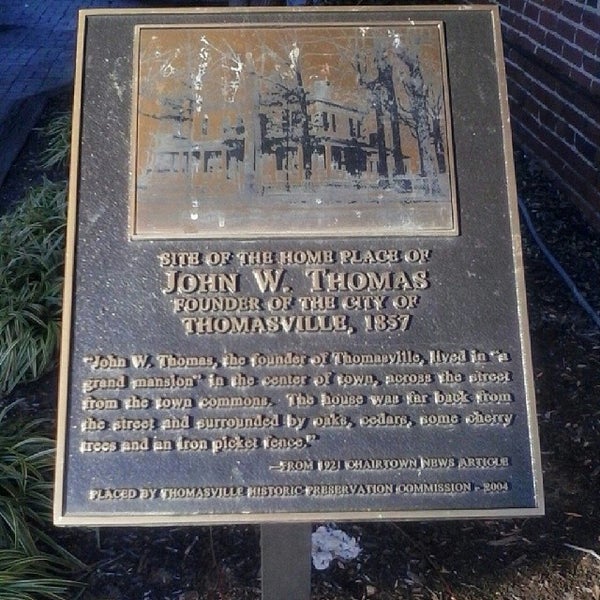 SITE OF THE HOME PLACE OF
JOHN W. THOMAS
FOUNDER OF THE CITY OF
THOMASVILLE, 1857
"John W. Thomas, the founder of Thomasville, lived in "a
grand mansion" in the center of town, across the street
from the town commons. The house was far back from
the street and surrounded by oaks, cedars, some cherry
trees and an iron picket fence."
—FROM 1921 CHAIRTOWN NEWS ARTICLE
PLACED BY THOMASVILLE HISTORIC PRESERVATION COMMISSION - 2004